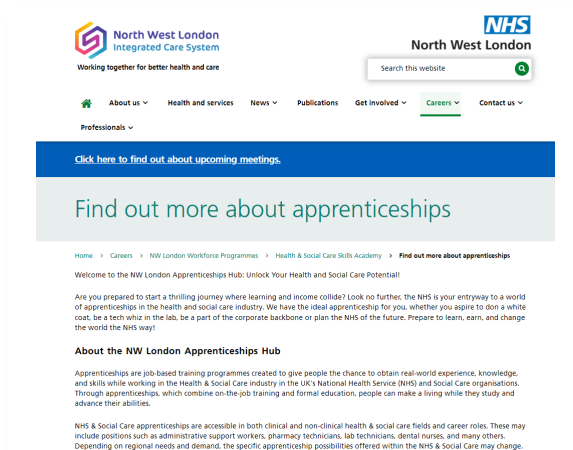 North West London
Integrated Care System
Working together for better health and care
NHS
North West London
Search this website
About us
Health and services
News
Publications
Get involved
Careers
Contact us
Professionals
Click here to find out about upcoming meetings.
Find out more about apprenticeships
Home > Careers > NW London Workforce Programmes > Health & Social Care Skills Academy > Find out more about apprenticeships
Welcome to the NW London Apprenticeships Hub: Unlock Your Health and Social Care Potential!
Are you prepared to start a thrilling journey where learning and income collide? Look no further, the NHS is your entryway to a world
of apprenticeships in the health and social care industry. We have the ideal apprenticeship for you, whether you aspire to don a white
coat, be a tech whiz in the lab, be a part of the corporate backbone or plan the NHS of the future. Prepare to learn, earn, and change
the world the NHS way!
About the NW London Apprenticeships Hub
Apprenticeships are job-based training programmes created to give people the chance to obtain real-world experience, knowledge,
and skills while working in the Health & Social Care industry in the UK's National Health Service (NHS) and Social Care organisations.
Through apprenticeships, which combine on-the-job training and formal education, people can make a living while they study and
advance their abilities.
NHS & Social Care apprenticeships are accessible in both clinical and non-clinical health & social care fields and career roles. These may
include positions such as administrative support workers, pharmacy technicians, lab technicians, dental nurses, and many others.
Depending on regional needs and demand, the specific apprenticeship possibilities offered within the NHS & Social Care may change.